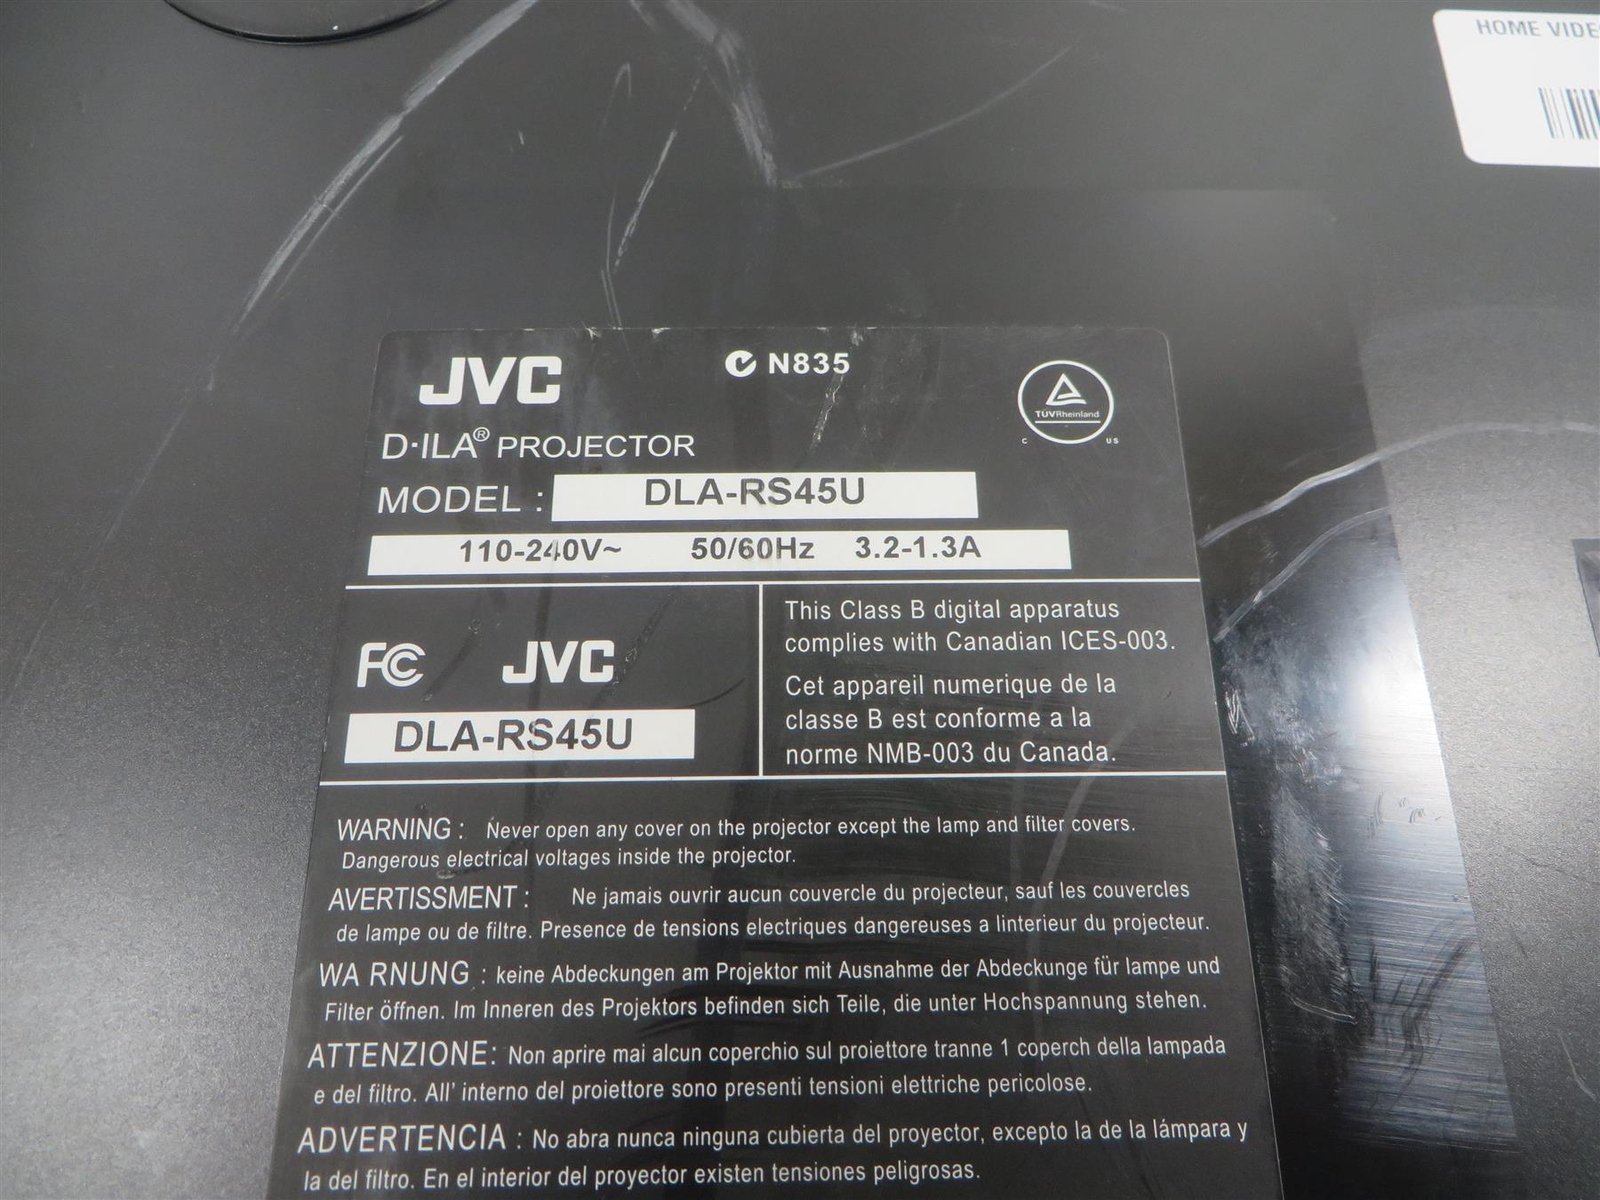 HOME VIDE
JVC
N835
D·ILA® PROJECTOR
TÜVRheinland
C US
MODEL : DLA-RS45U
110-240V~ 50/60Hz 3.2-1.3A
FC JVC
DLA-RS45U
This Class B digital apparatus
complies with Canadian ICES-003.
Cet appareil numerique de la
classe B est conforme a la
norme NMB-003 du Canada.
WARNING : Never open any cover on the projector except the lamp and filter covers.
Dangerous electrical voltages inside the projector.
AVERTISSMENT : Ne jamais ouvrir aucun couvercle du projecteur, sauf les couvercles
de lampe ou de filtre. Presence de tensions electriques dangereuses a linterieur du projecteur.
WA RNUNG : keine Abdeckungen am Projektor mit Ausnahme der Abdeckunge für lampe und
Filter öffnen. Im Inneren des Projektors befinden sich Teile, die unter Hochspannung stehen.
ATTENZIONE: Non aprire mai alcun coperchio sul proiettore tranne 1 coperch della lampada
e del filtro. All' interno del proiettore sono presenti tensioni elettriche pericolose.
ADVERTENCIA : No abra nunca ninguna cubierta del proyector, excepto la de la lámpara y
la del filtro. En el interior del proyector existen tensiones peligrosas.